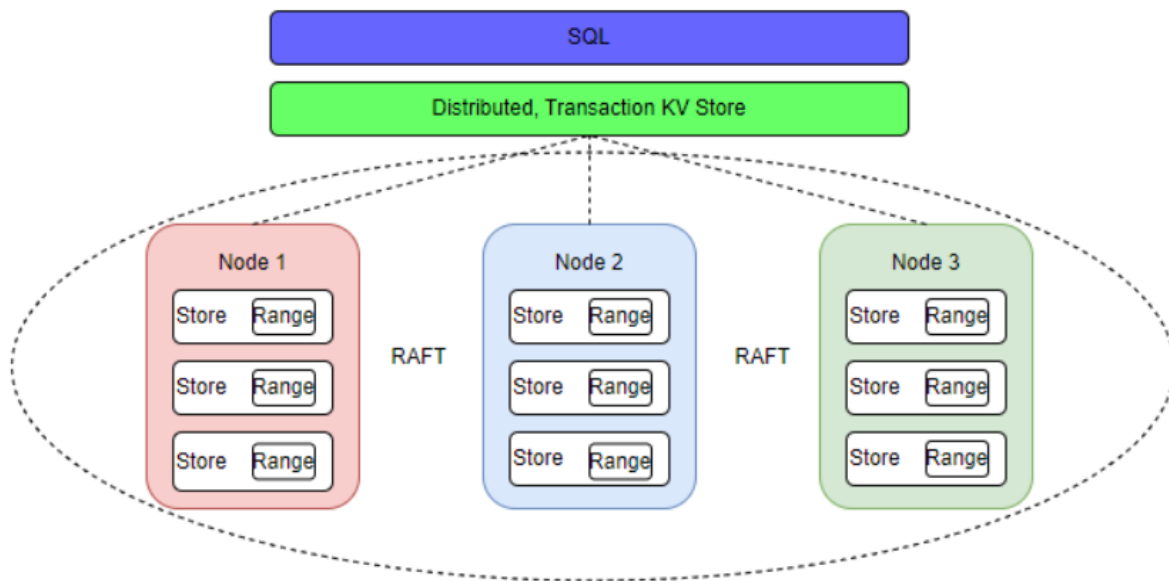 SQL
Distributed, Transaction KV Store
Node 1
Node 2
Node 3
Store Range
Store Range
Store Range
RAFT
RAFT
Store Range
Store Range
Store Range
Store Range
Store Range
Store Range